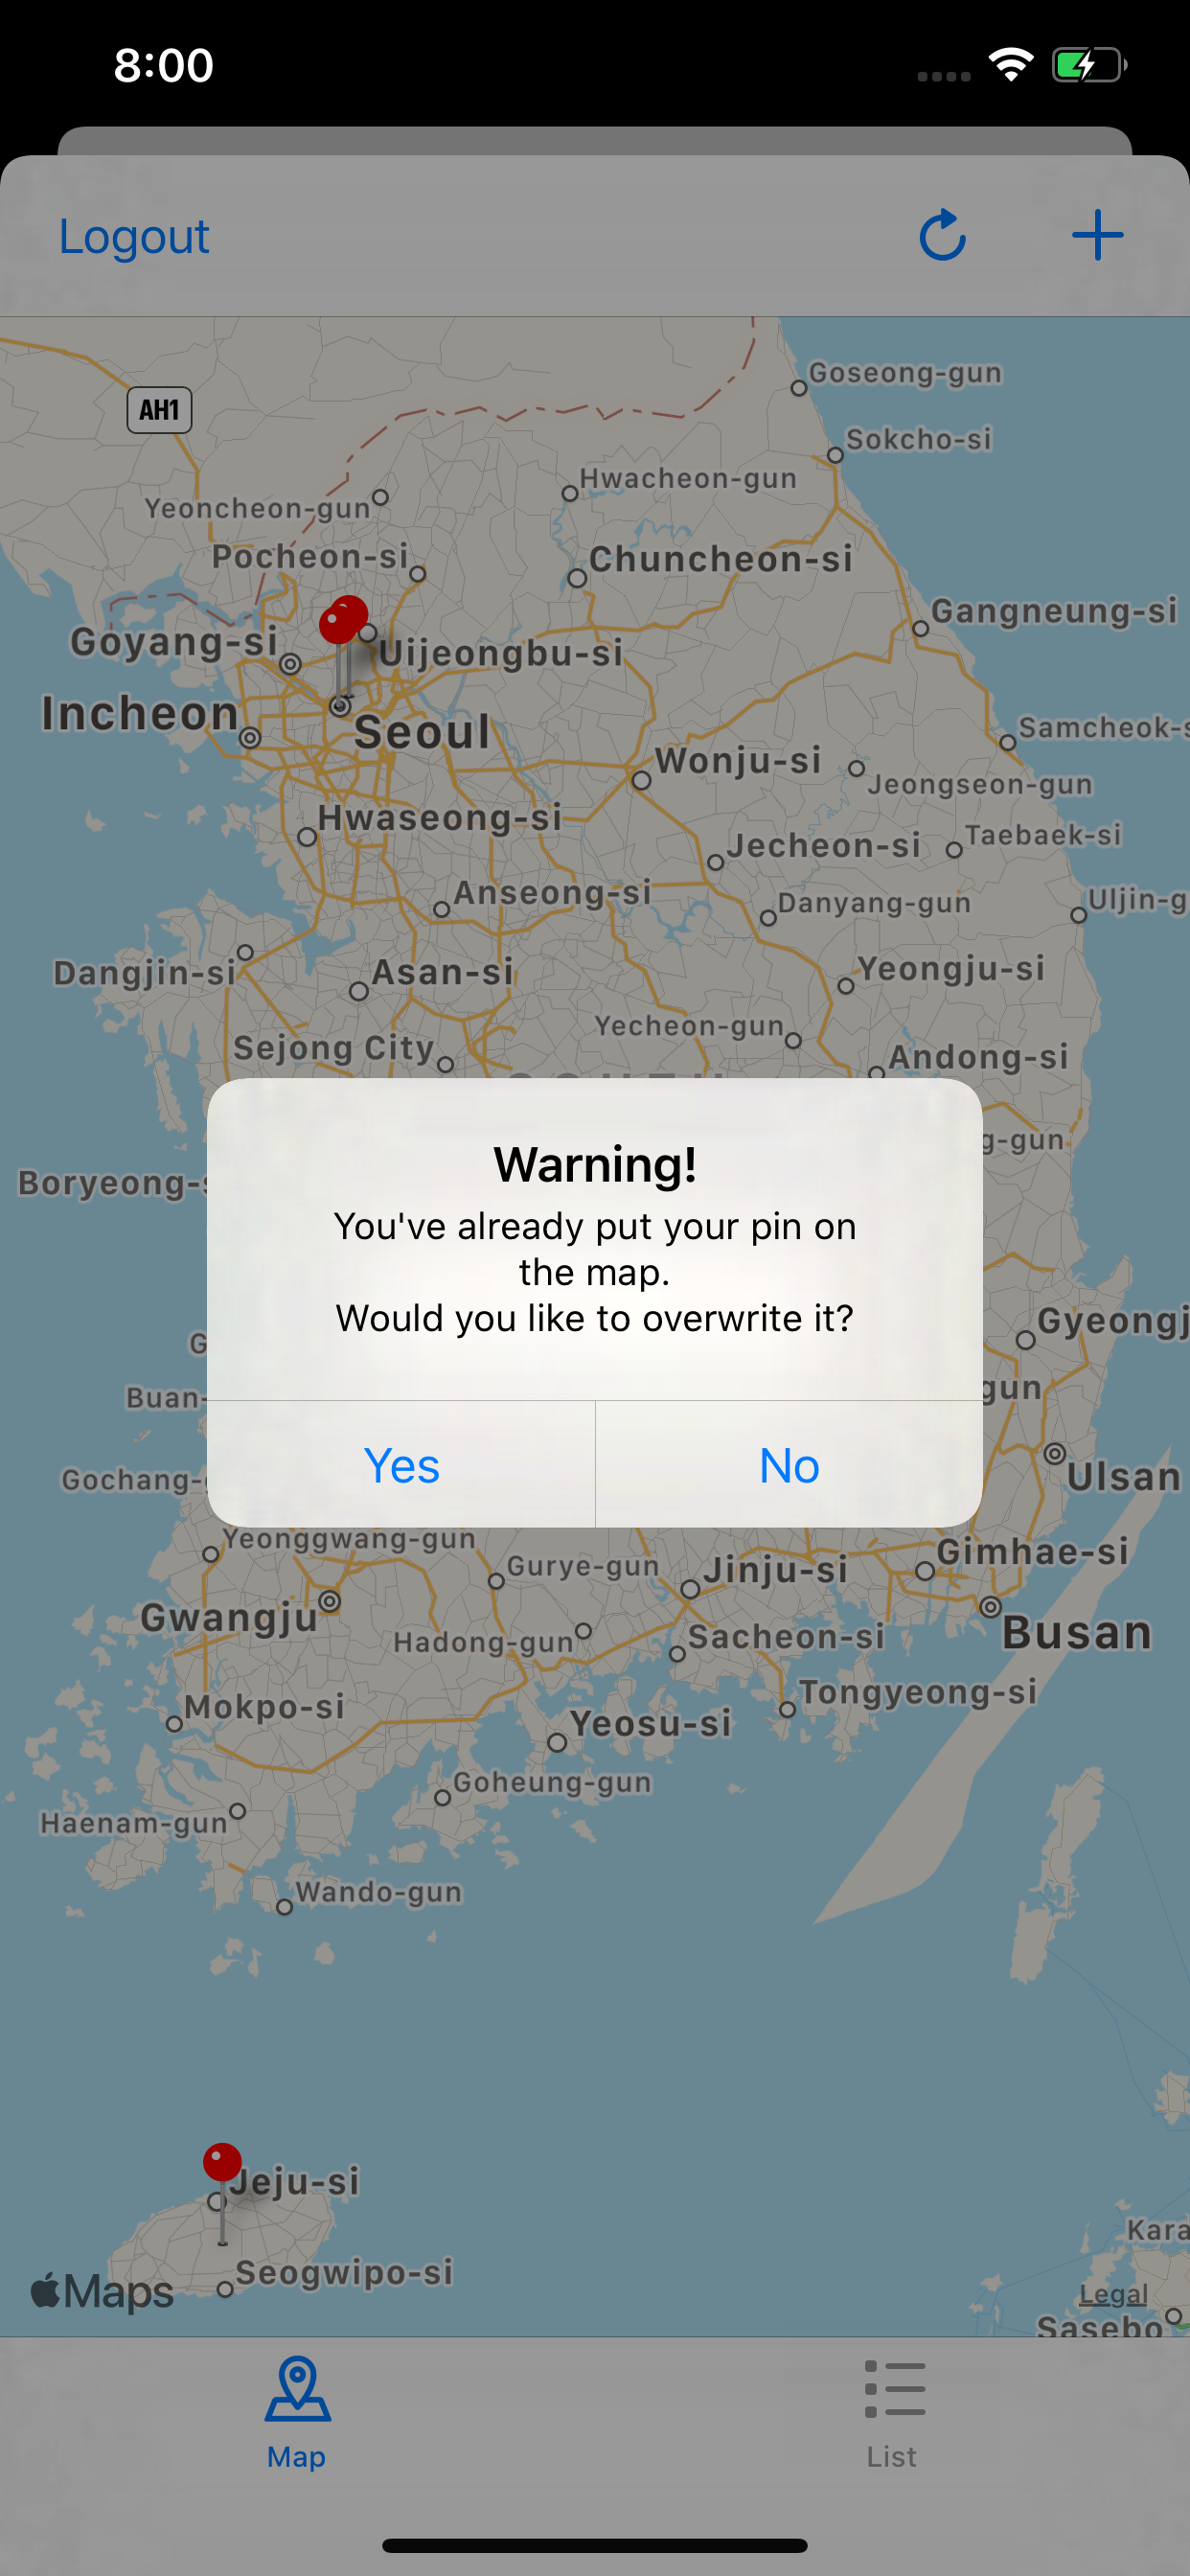 8:00
Logout
Goseong-gun
AH1
Sokcho-si
Hwacheon-gun
Yeoncheon-gun
Pocheon-si
Chuncheon-si
Gangneung-si
Goyang-si
Uijeongbu-si
Incheon
Seoul
Samcheok-s
Wonju-si
Jeongseon-gun
Hwaseong-si
Taebaek-si
Jecheon-si
Anseong-si
Danyang-gun
Uljin-g
Dangjin-si
Asan-si
Yeongju-si
Yecheon-gun
Sejong City
Andong-si
g-gun
Warning!
Boryeong-s
You've already put your pin on
the map.
Would you like to overwrite it?
Gyeongj
G
Buan-
gun
Yes
No
Gochang-
Ulsan
Yeonggwang-gun
Gurye-gun
Jinju-si
Gimhae-si
Gwangju
Hadong-gun
Sacheon-si
Busan
Mokpo-si
Yeosu-si
Tongyeong-si
Goheung-gun
Haenam-gun
Wando-gun
Jeju-si
Kara
Seogwipo-si
Maps
Legal
Sasebo
Map
List